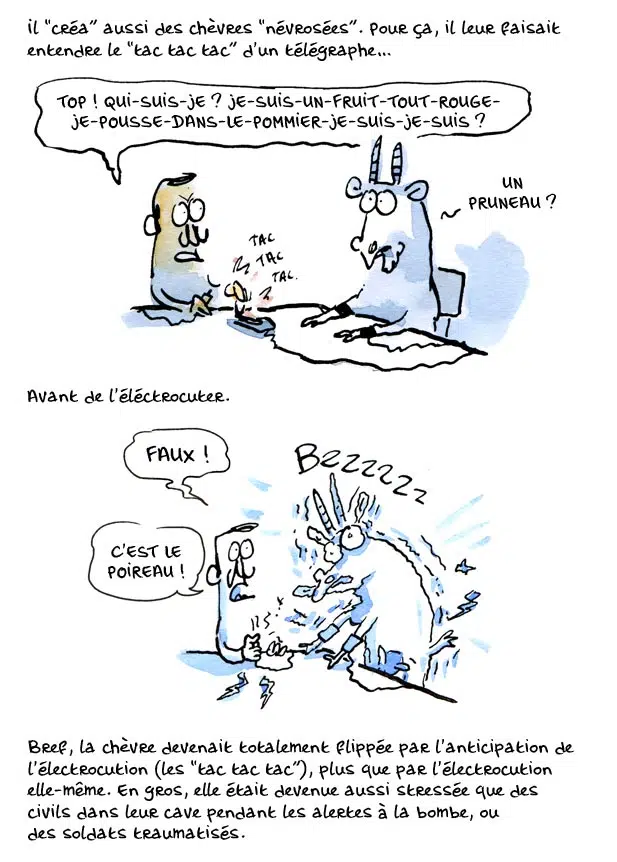 il "créa" aussi des chèvres "névrosées". Pour ça, il leur faisait
entendre le "tac tac tac" d'un télégraphe...
TOP ! QUI-SUIS-JE ? JE-SUIS-UN-FRUIT-TOUT-ROUGE-
JE-POUSSE-DANS-LE-POMMIER-JE-SUIS-JE-SUIS ?
UN
PRUNEAU ?
TAC
TAC
TAC.
Avant de l'éléctrocuter.
FAUX !
BZZZZZZ
C'EST LE
POIREAU !
Bref, la chèvre devenait totalement flippée par l'anticipation de
l'électrocution (les "tac tac tac"), plus que par l'électrocution
elle-même. En gros, elle était devenue aussi stressée que des
civils dans leur cave pendant les alertes à la bombe, ou
des soldats traumatisés.